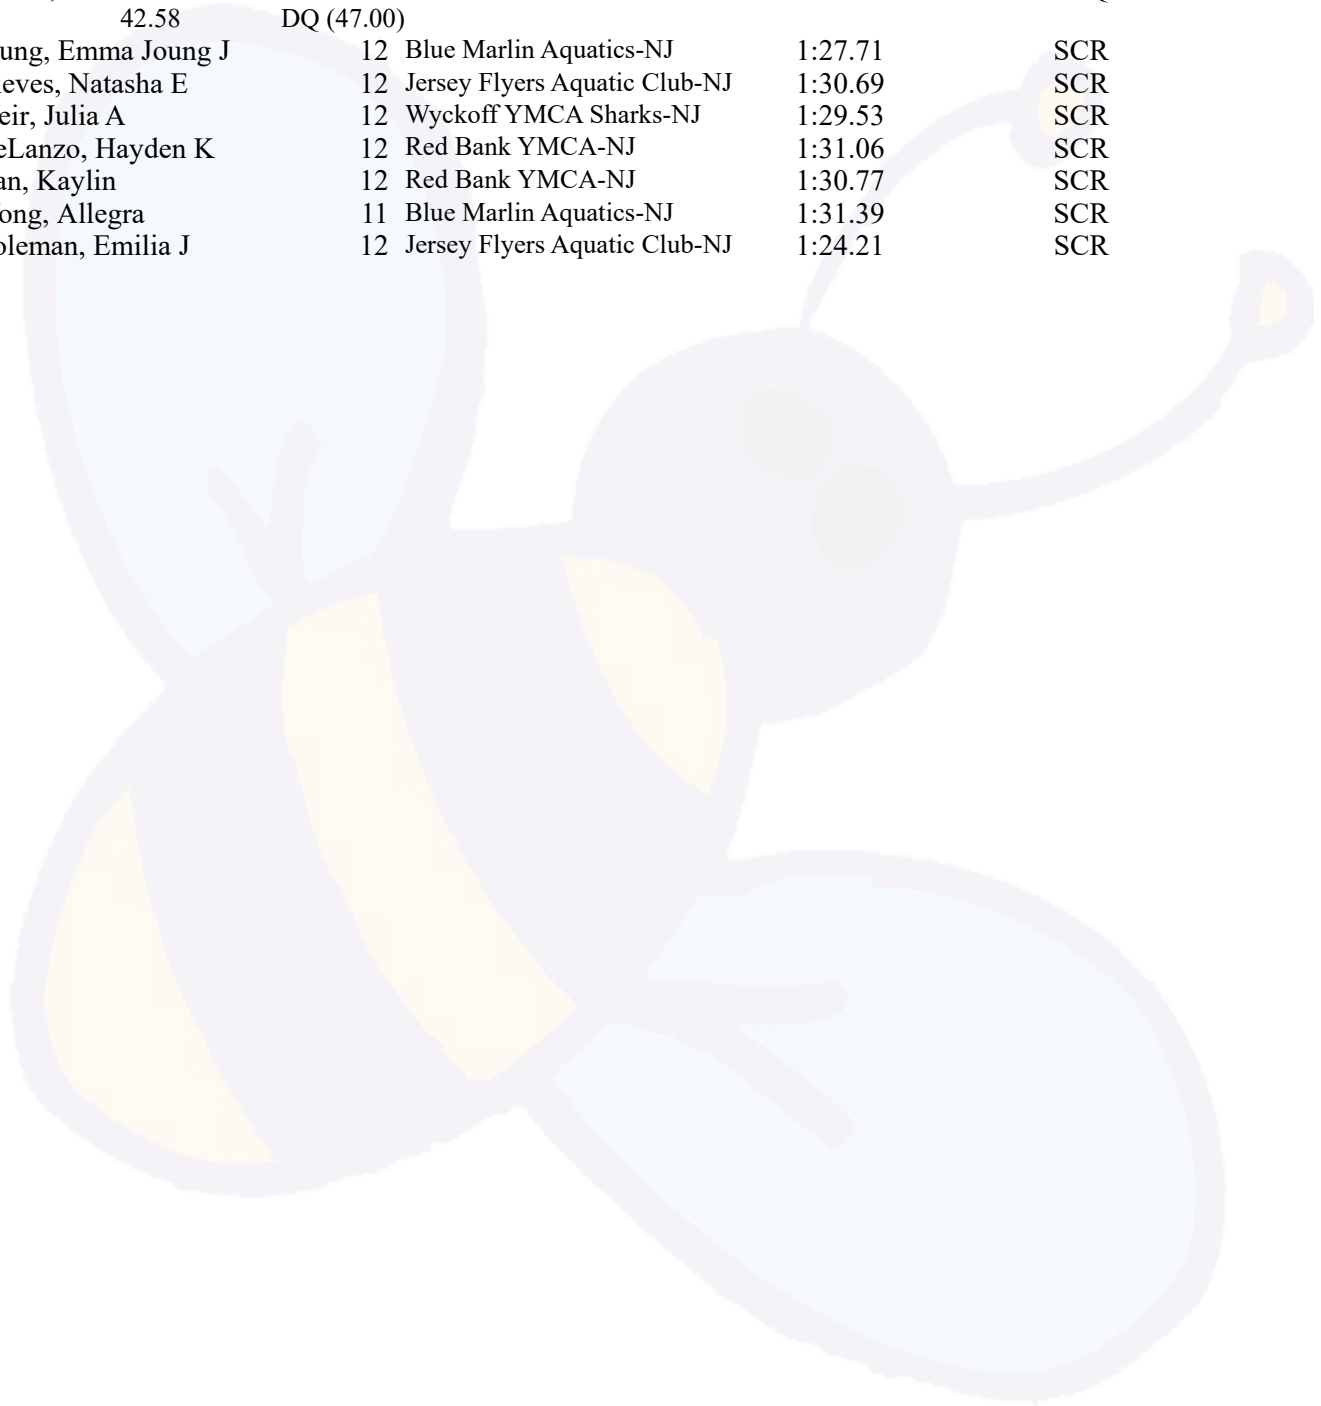 42.58 DQ (47.00)
ung, Emma Joung J 12 Blue Marlin Aquatics-NJ 1:27.71 SCR
ieves, Natasha E 12 Jersey Flyers Aquatic Club-NJ 1:30.69 SCR
eir, Julia A 12 Wyckoff YMCA Sharks-NJ 1:29.53 SCR
eLanzo, Hayden K 12 Red Bank YMCA-NJ 1:31.06 SCR
an, Kaylin 12 Red Bank YMCA-NJ 1:30.77 SCR
ong, Allegra 11 Blue Marlin Aquatics-NJ 1:31.39 SCR
oleman, Emilia J 12 Jersey Flyers Aquatic Club-NJ 1:24.21 SCR